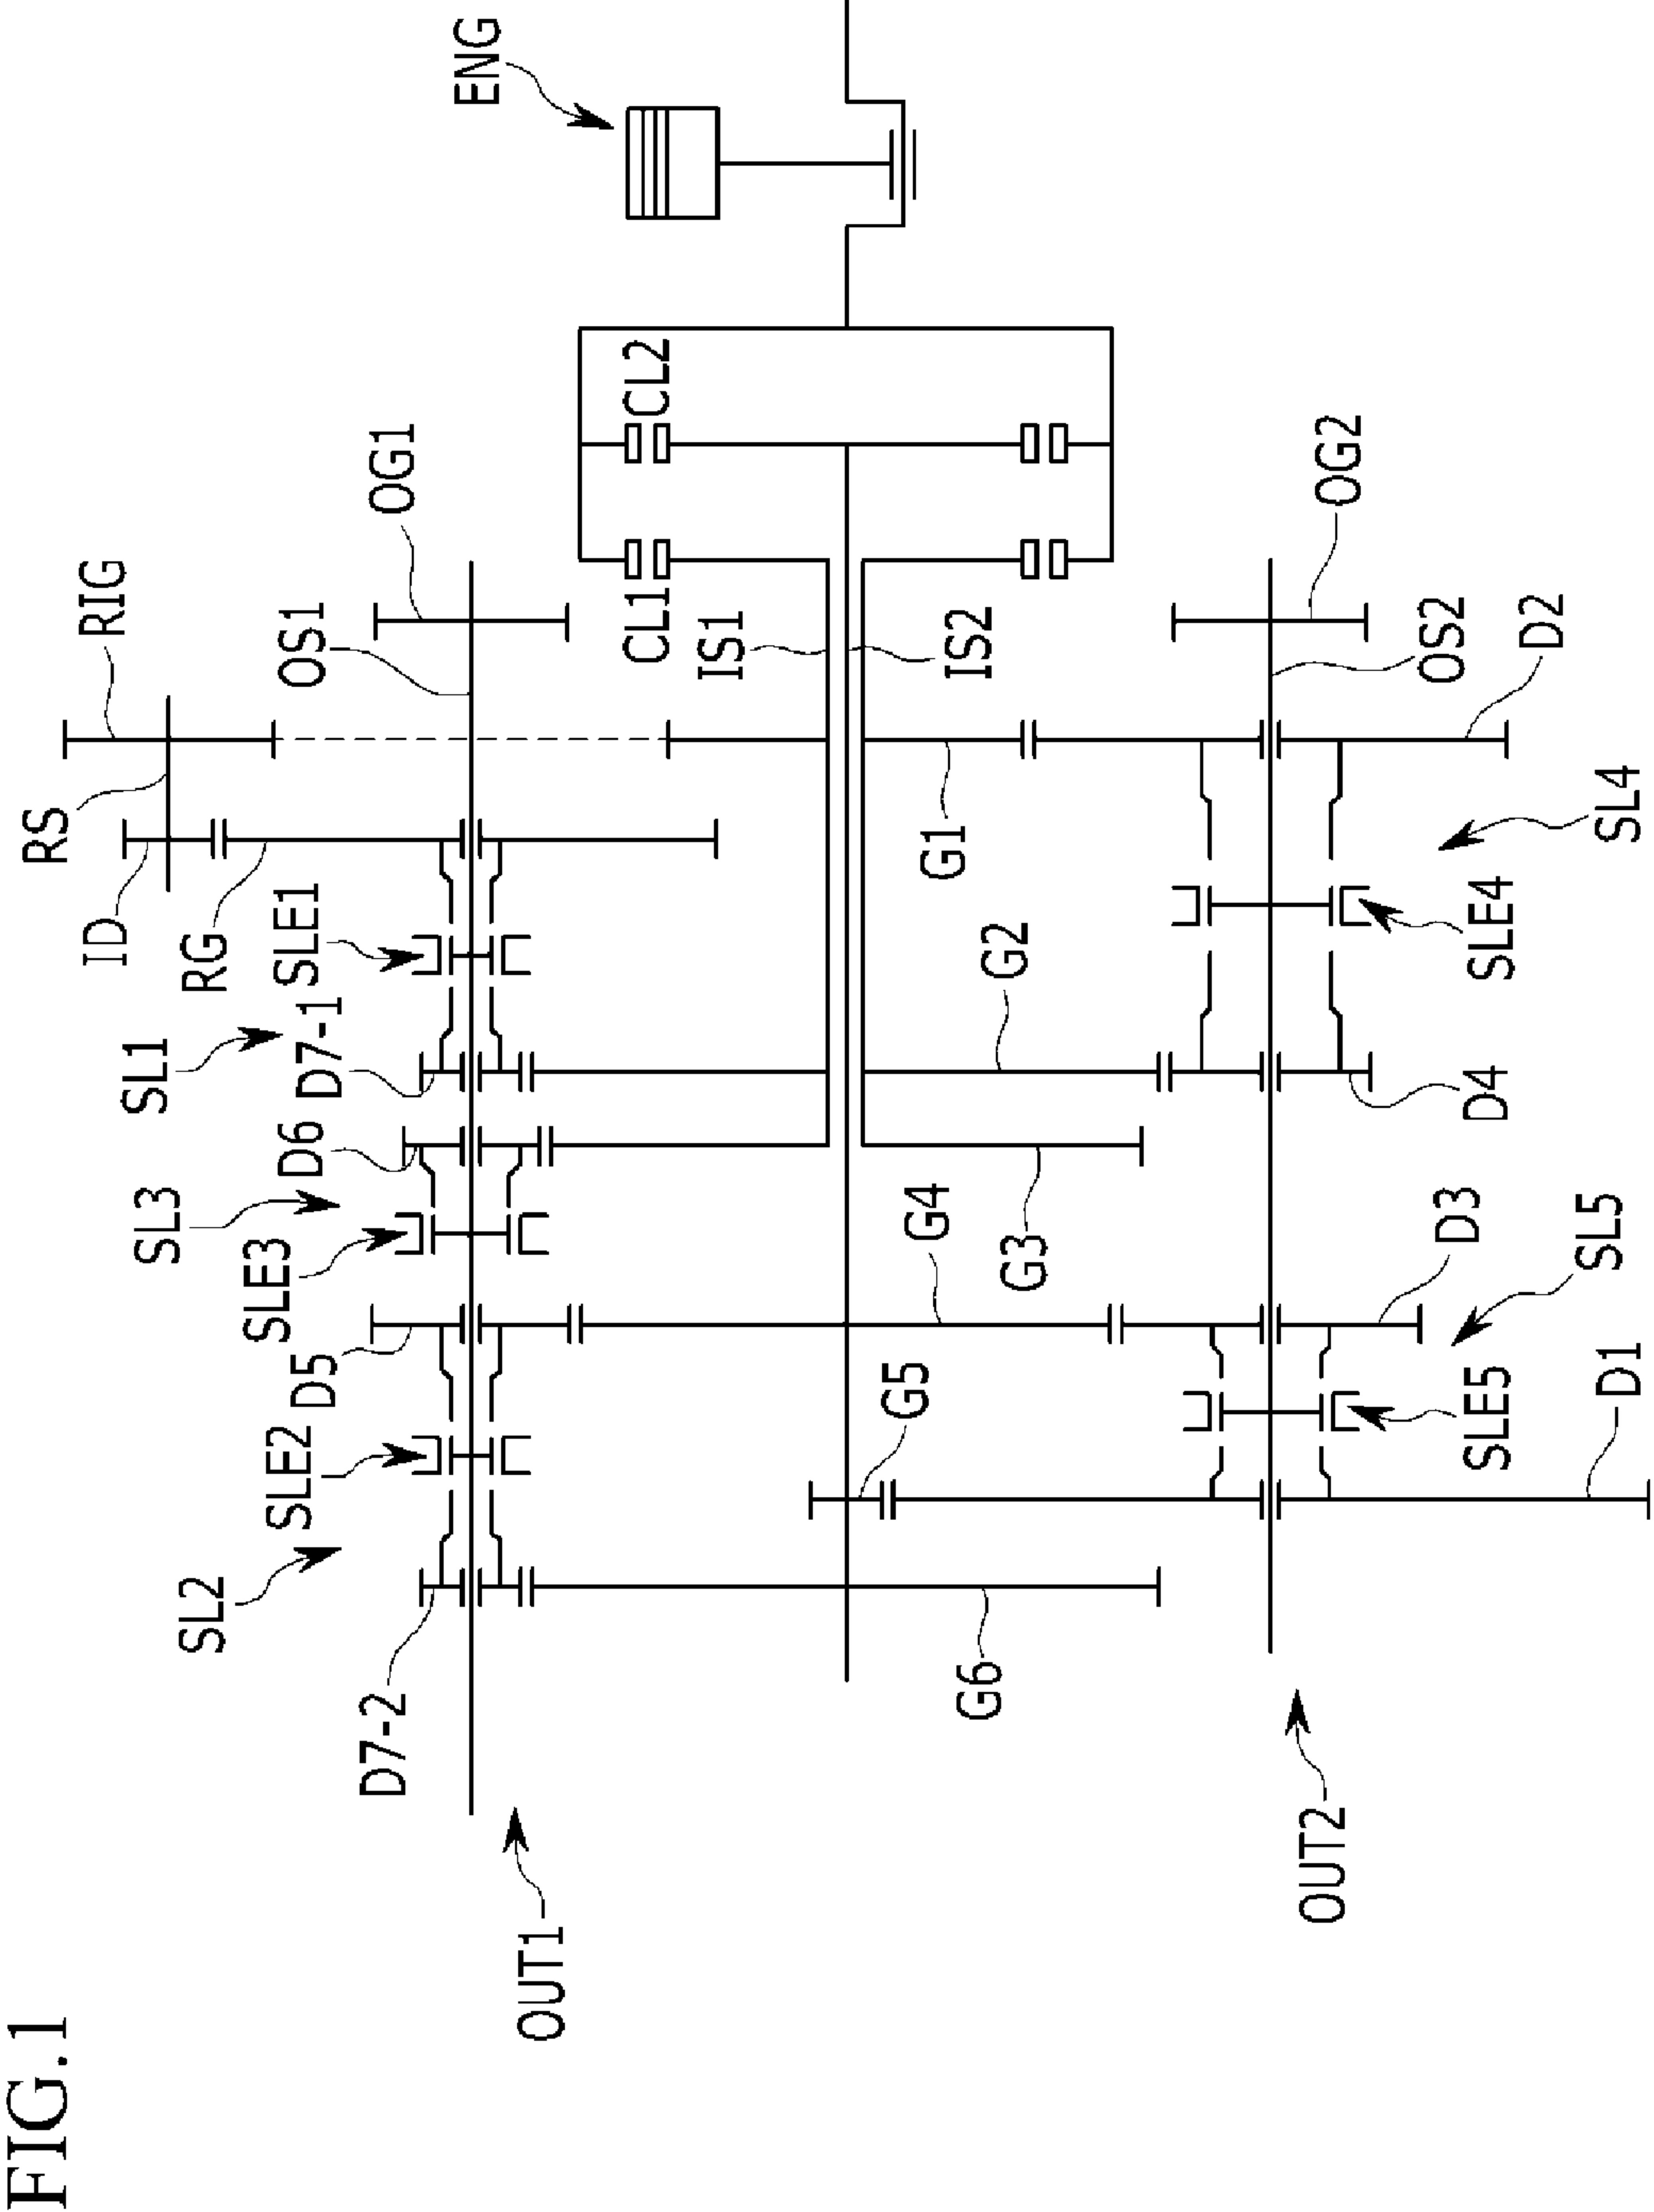 FIG.1
ENG
RIG
OG1
CL2
RS
OS1
CL1
IS1
IS2
OG2
OS2
D2
ID
RG
SLE1
G1
SL4
SL1
D7-1
G2
SLE4
D6
D4
SL3
SLE3
G4
G3
D3
SL5
D5
G5
SLE5
D1
SLE2
SL2
D7-2
G6
OUT1
OUT2